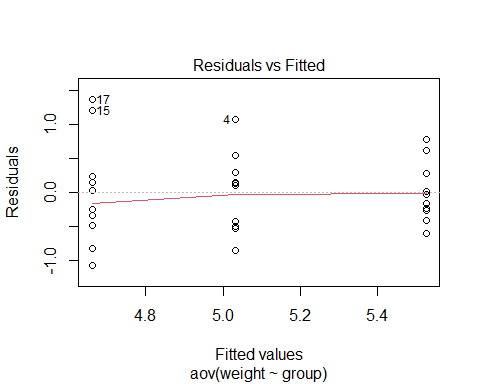 Residuals vs Fitted
Residuals
-1.0
0.0
1.0
17
15
4
4.8
5.0
5.2
5.4
Fitted values
aov(weight ~ group)